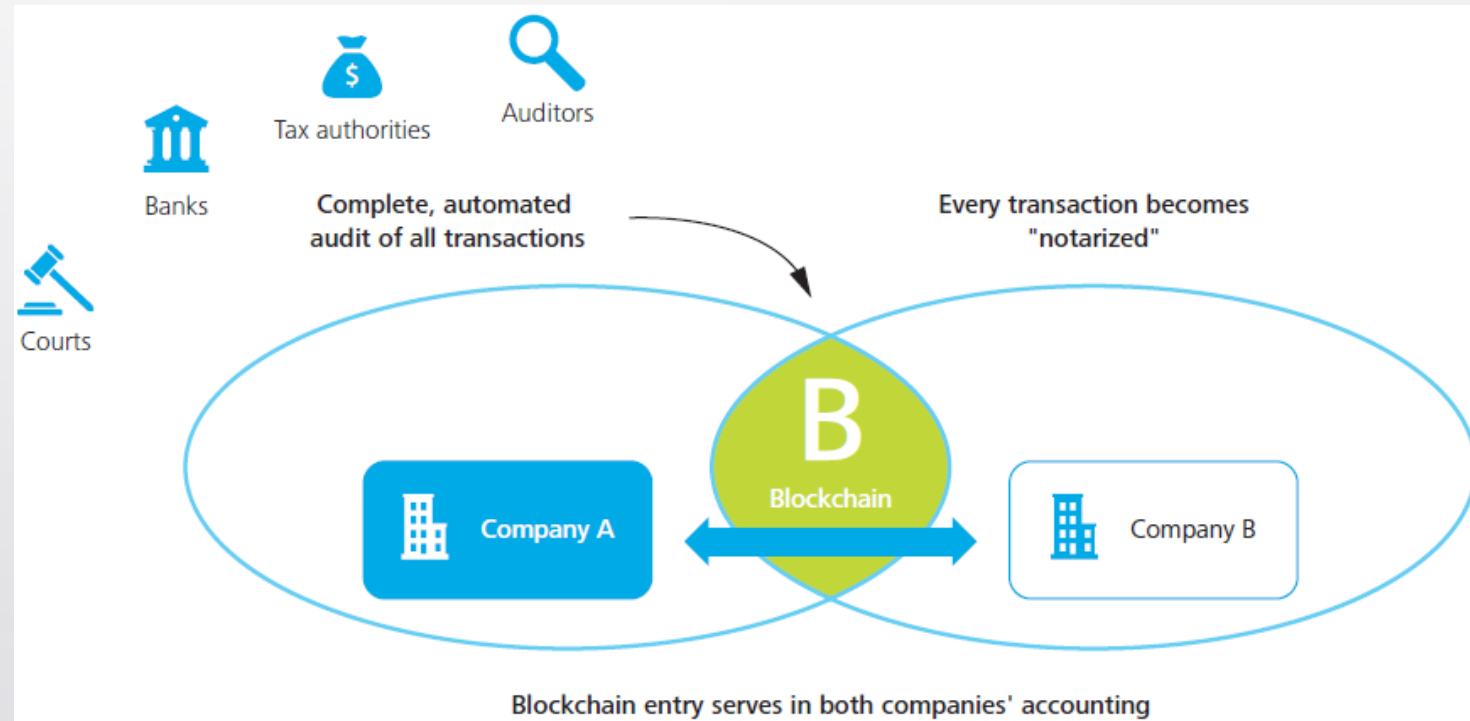 $
Tax authorities
Auditors
Banks
Courts
Complete, automated
audit of all transactions
Every transaction becomes
"notarized"
B
Blockchain
Company A
Company B
Blockchain entry serves in both companies' accounting